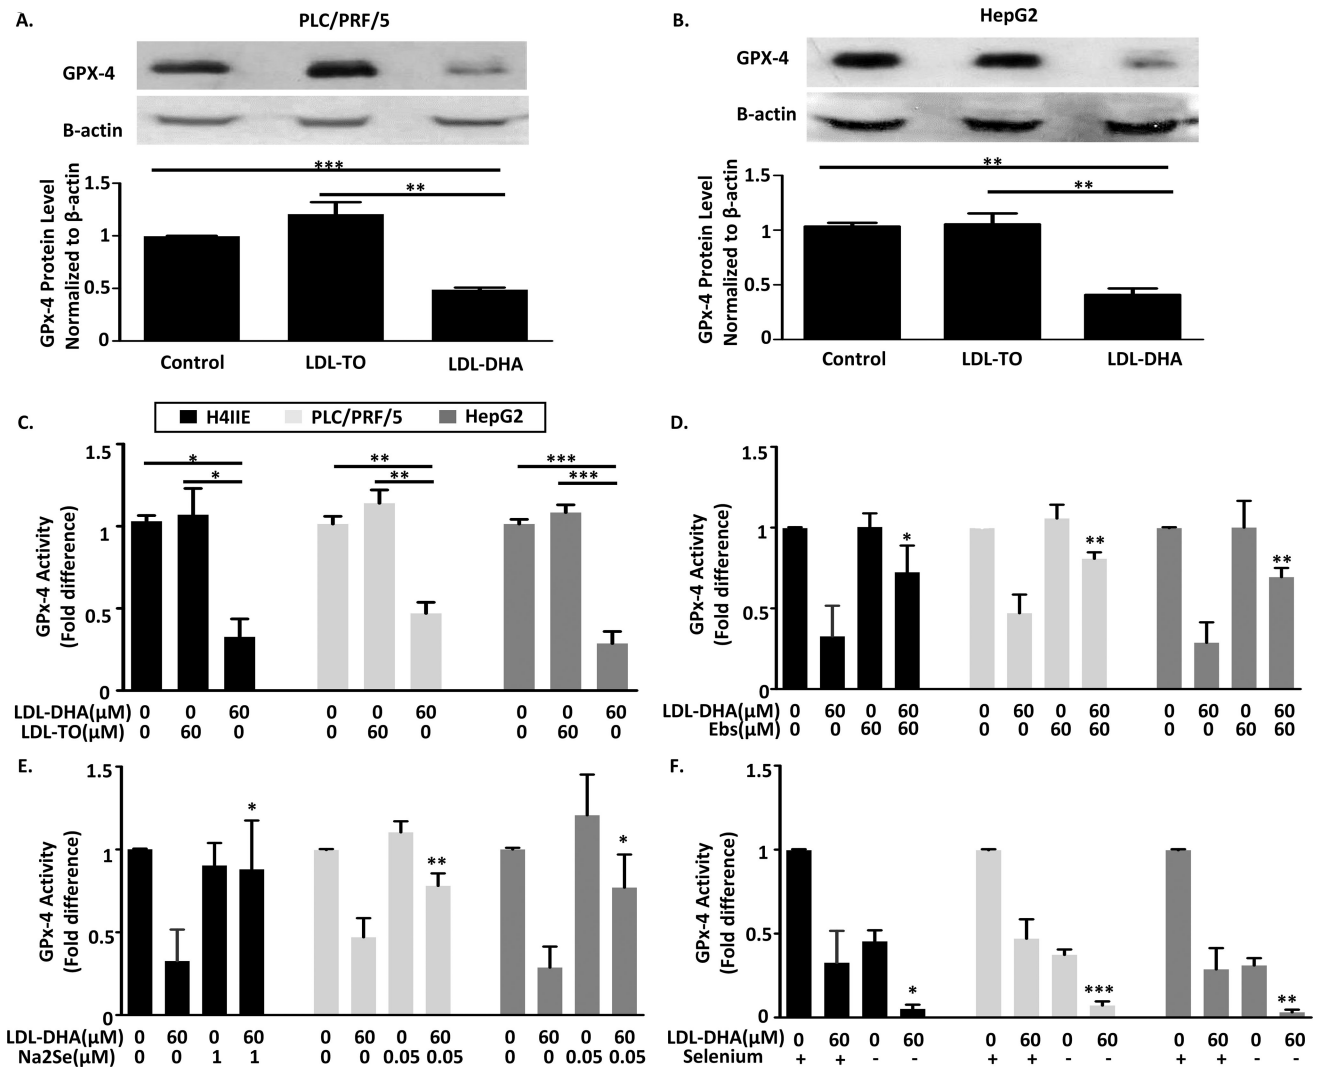 A.
PLC/PRF/5
GPX-4
B-actin
***
**
GPx-4 Protein Level
Normalized to β-actin
1.5
1
0.5
0
Control LDL-TO LDL-DHA
B.
HepG2
GPX-4
B-actin
**
**
GPx-4 Protein Level
Normalized to β-actin
1.5
1
0.5
0
Control LDL-TO LDL-DHA
C.
H4IIE PLC/PRF/5 HepG2
GPx-4 Activity
(Fold difference)
1.5
1
0.5
0
* ** ***
* ** ***
LDL-DHA(μM) 0 0 60 0 0 60 0 0 60
LDL-TO(μM) 0 60 0 0 60 0 0 60 0
D.
GPx-4 Activity
(Fold difference)
1.5
1
0.5
0
* ** **
LDL-DHA(μM) 0 60 0 60 0 60 0 60 0 60 0 60
Ebs(μM) 0 0 60 60 0 0 60 60 0 0 60 60
E.
GPx-4 Activity
(Fold difference)
1.5
1
0.5
0
* ** *
LDL-DHA(μM) 0 60 0 60 0 60 0 60 0 60 0 60
Na2Se(μM) 0 0 1 1 0 0 0.05 0.05 0 0 0.05 0.05
F.
GPx-4 Activity
(Fold difference)
1.5
1
0.5
0
* *** **
LDL-DHA(μM) 0 60 0 60 0 60 0 60 0 60 0 60
Selenium + + - - + + - - + + - -